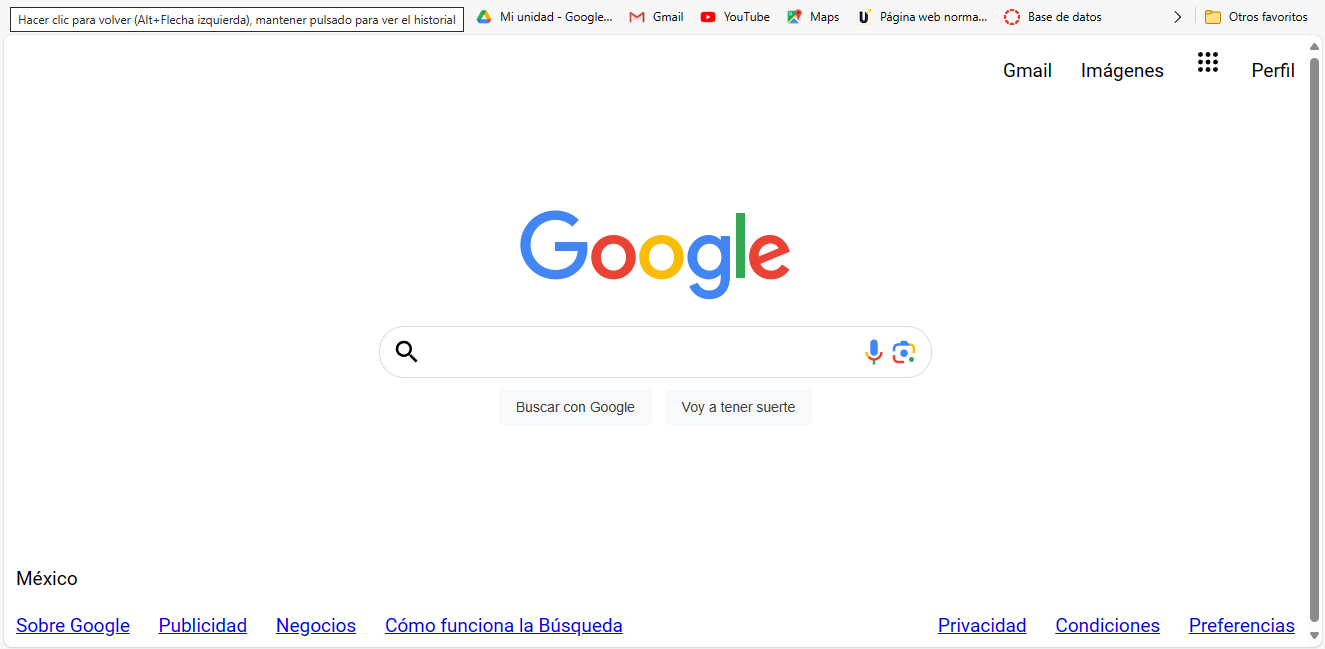 Hacer clic para volver (Alt+Flecha izquierda), mantener pulsado para ver el historial
Mi unidad - Google...
Gmail
YouTube
Maps
Página web norma...
Base de datos
Otros favoritos
Gmail
Imágenes
Perfil
Google
Buscar con Google
Voy a tener suerte
México
Sobre Google
Publicidad
Negocios
Cómo funciona la Búsqueda
Privacidad
Condiciones
Preferencias